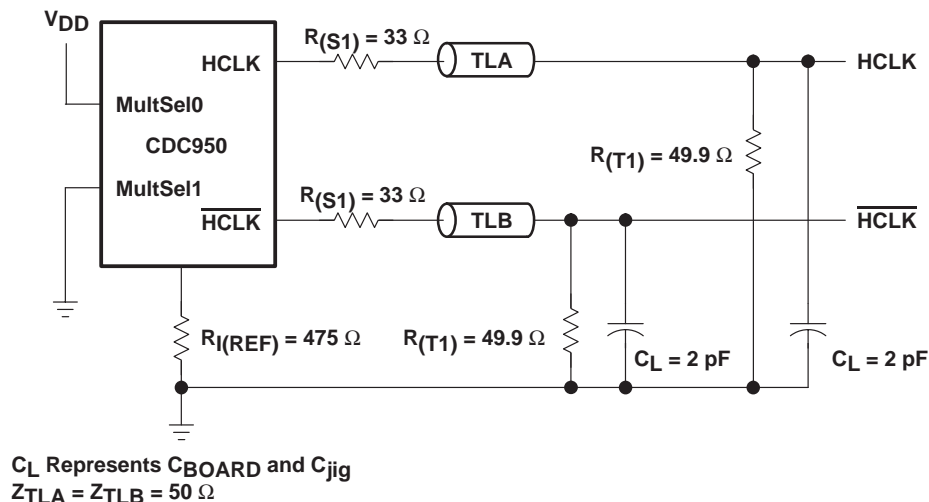 VDD
R(S1) = 33 Ω
TLA
HCLK
HCLK
MultSel0
CDC950
R(T1) = 49.9 Ω
MultSel1
R(S1) = 33 Ω
HCLK
TLB
HCLK
RI(REF) = 475 Ω
R(T1) = 49.9 Ω
CL = 2 pF
CL = 2 pF
CL Represents CBOARD and Cjig
ZTLA = ZTLB = 50 Ω